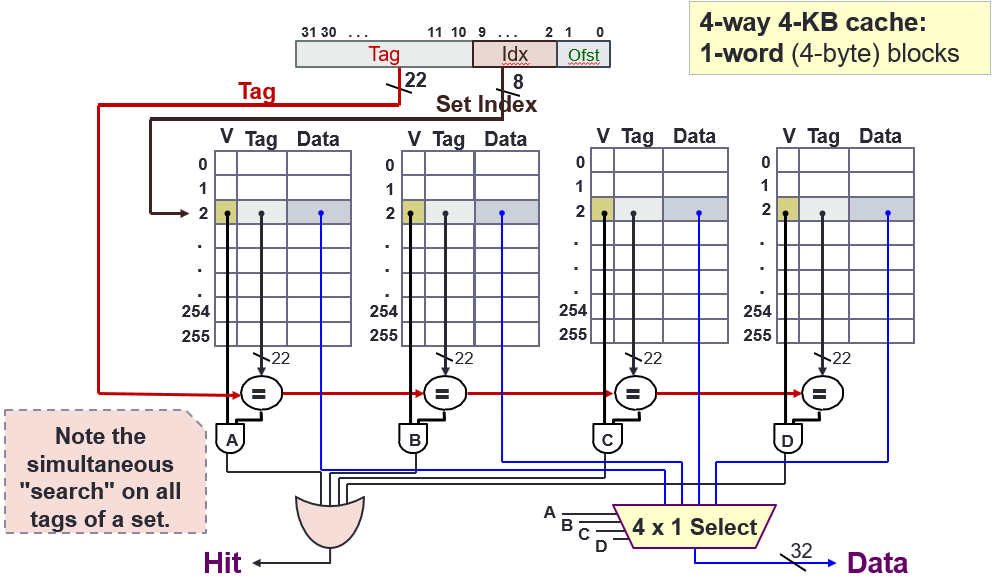 4-way 4-KB cache:
1-word (4-byte) blocks
31 30 . . . 11 10 9 . . . 2 1 0
Tag Idx Ofst
22 8
Tag
Set Index
V Tag Data V Tag Data V Tag Data V Tag Data
0 0 0 0
1 1 1 1
2 2 2 2
. . . .
. . . .
. . . .
254 254 254 254
255 255 255 255
22 22 22 22
= = = =
A B C D
Note the
simultaneous
"search" on all
tags of a set.
A
B
C
D
4 x 1 Select
Hit
32
Data